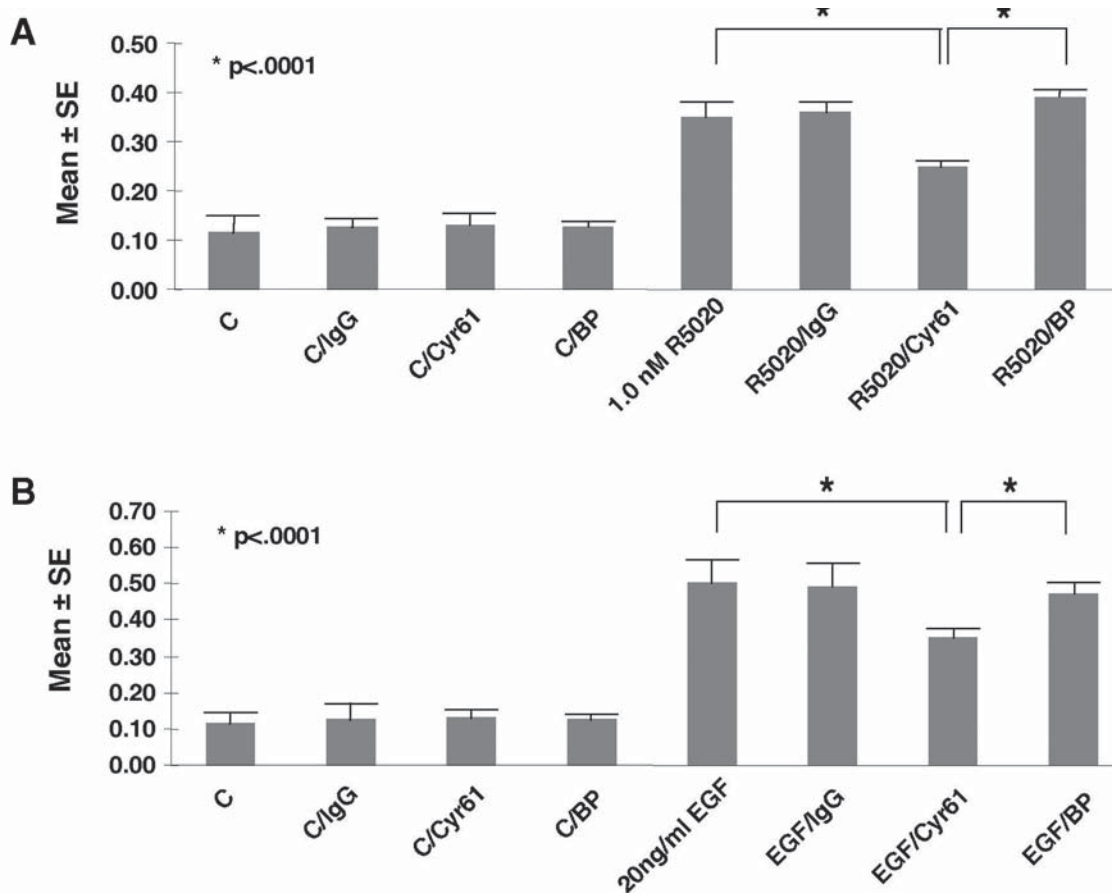 A
* *
0.50
* p<.0001
0.40
0.30
0.20
0.10
0.00
Mean ± SE
C
C/IgG
C/Cyr61
C/BP
1.0 nM R5020
R5020/IgG
R5020/Cyr61
R5020/BP
B
* *
0.70
* p<.0001
0.60
0.50
0.40
0.30
0.20
0.10
0.00
Mean ± SE
C
C/IgG
C/Cyr61
C/BP
20ng/ml EGF
EGF/IgG
EGF/Cyr61
EGF/BP